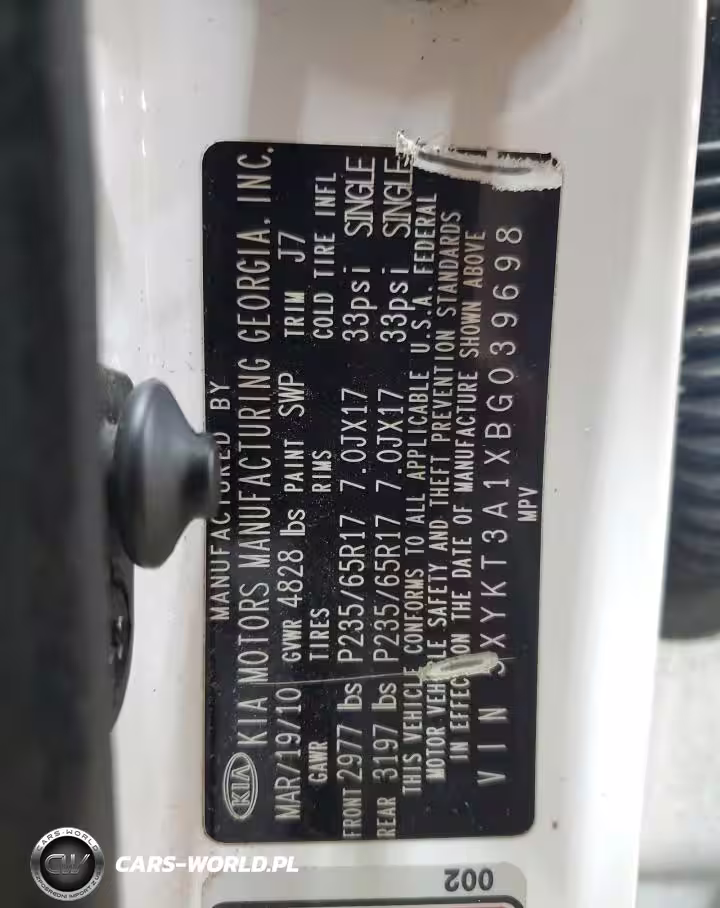 MANUFACTURED BY
KIA KIA MOTORS MANUFACTURING GEORGIA, INC.
MAR/19/10 GVWR 4828 lbs PAINT SWP TRIM J7
GAWR TIRES RIMS COLD TIRE INFL
FRONT 2977 lbs P235/65R17 7.0JX17 33psi SINGLE
REAR 3197 lbs P235/65R17 7.0JX17 33psi SINGLE
THIS VEHICLE CONFORMS TO ALL APPLICABLE U.S.A. FEDERAL
MOTOR VEHICLE SAFETY AND THEFT PREVENTION STANDARDS
IN EFFECT ON THE DATE OF MANUFACTURE SHOWN ABOVE
VIN 5XYKT3A1XBG039698
MPV
002
CARS-WORLD
CW
CARS-WORLD.PL